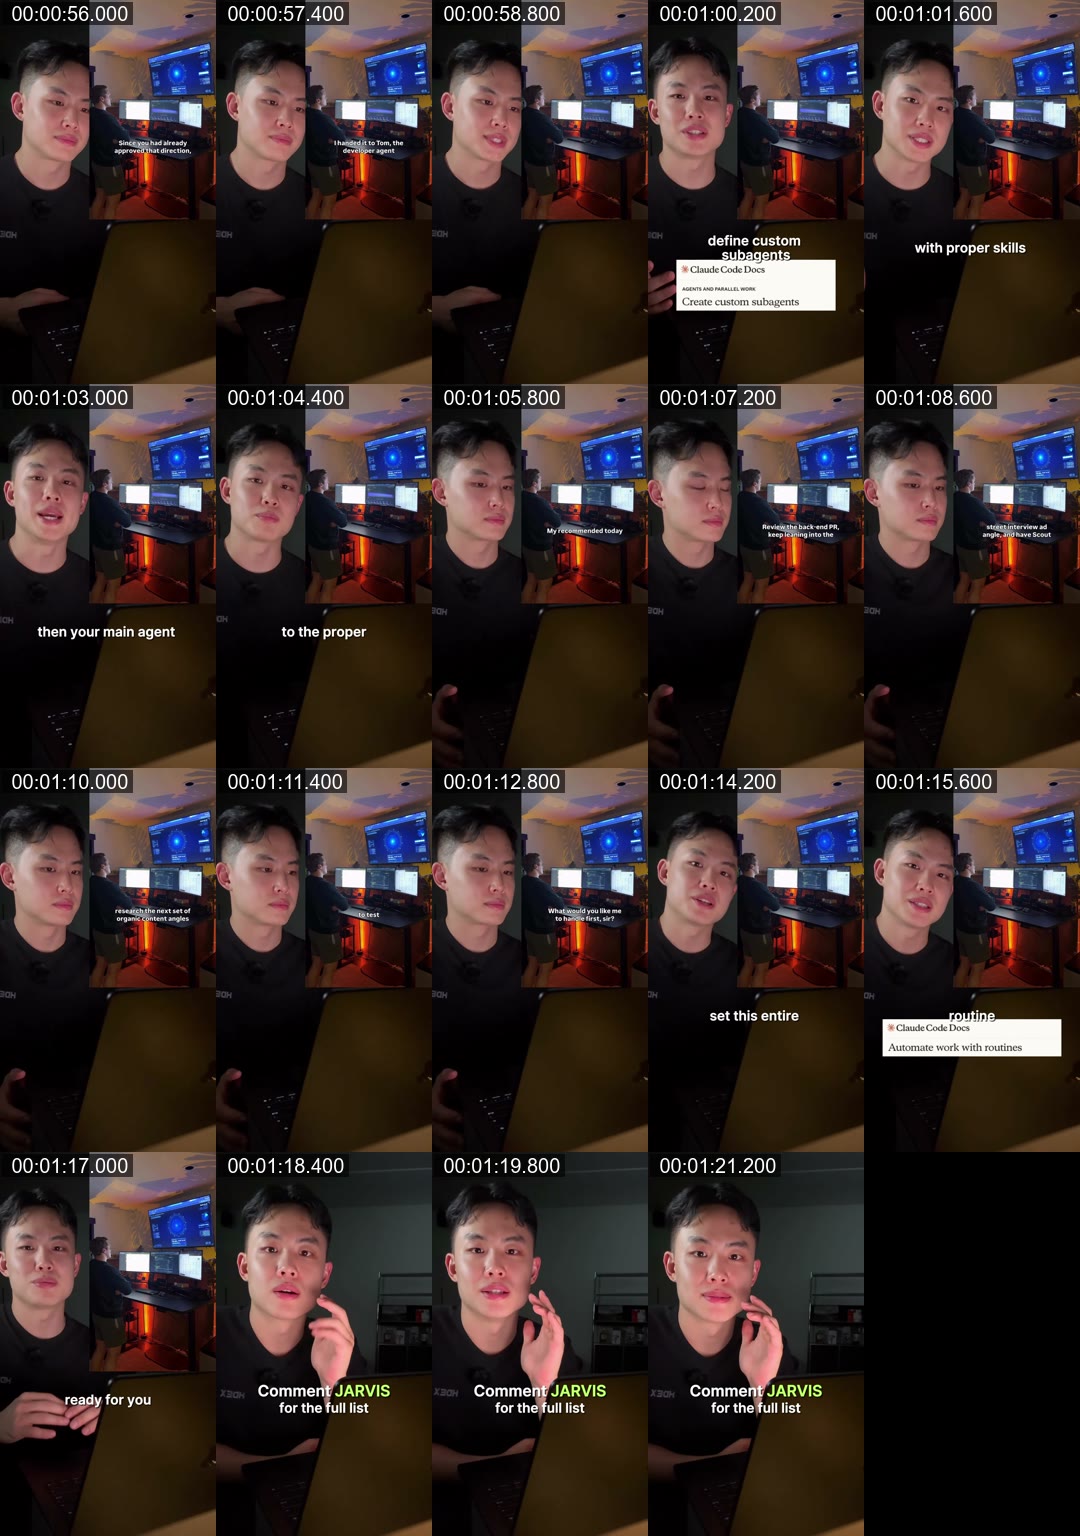 00:00:56.000
Since you had already
approved that direction,
00:00:57.400
I handed it to Tom, the
developer agent
00:00:58.800
00:01:00.200
define custom
subagents
Claude Code Docs
AGENTS AND PARALLEL WORK
Create custom subagents
00:01:01.600
with proper skills
00:01:03.000
then your main agent
00:01:04.400
to the proper
00:01:05.800
My recommended today
00:01:07.200
Review the back-end PR,
keep leaning into the
00:01:08.600
street interview ad
angle, and have Scout
00:01:10.000
research the next set of
organic content angles
00:01:11.400
to test
00:01:12.800
What would you like me
to handle first, sir?
00:01:14.200
set this entire
00:01:15.600
routine
Claude Code Docs
Automate work with routines
00:01:17.000
ready for you
00:01:18.400
Comment JARVIS
for the full list
00:01:19.800
Comment JARVIS
for the full list
00:01:21.200
Comment JARVIS
for the full list